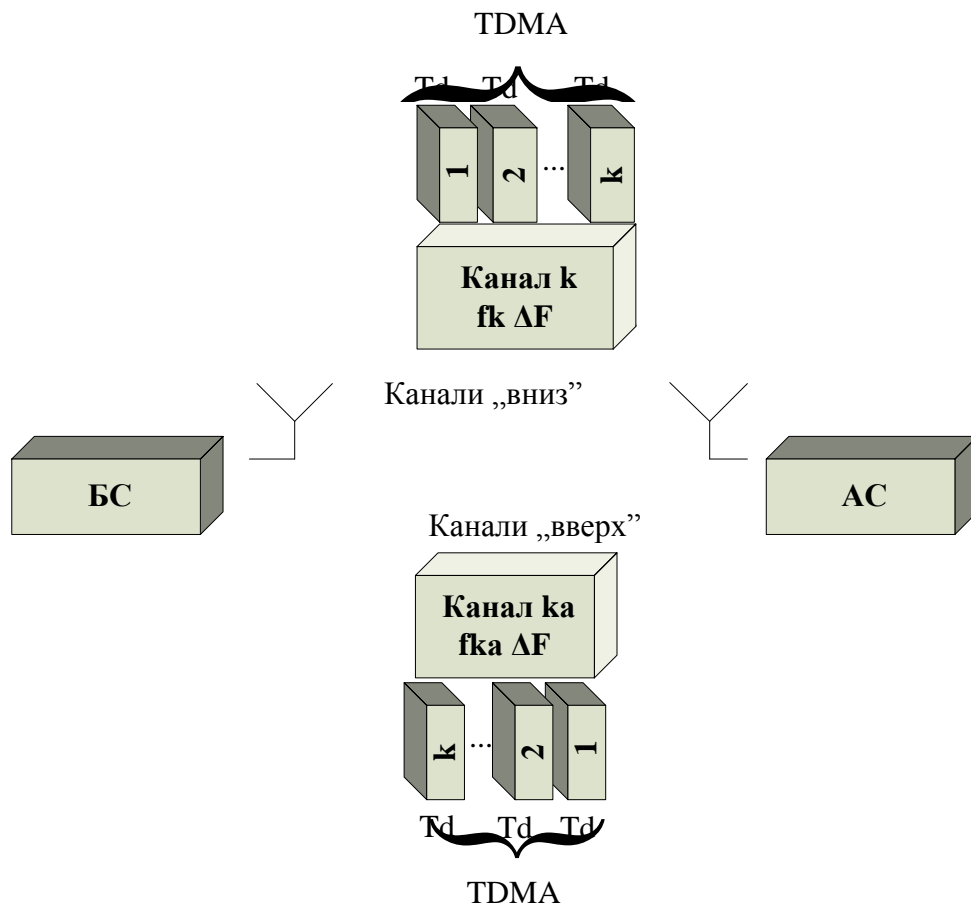 TDMA
Td Td Td
1 2 ... k
Канал k
fk ΔF
Канали „вниз”
БС
АС
Канали „вверх”
Канал ka
fka ΔF
k ... 2 1
Td Td Td
TDMA